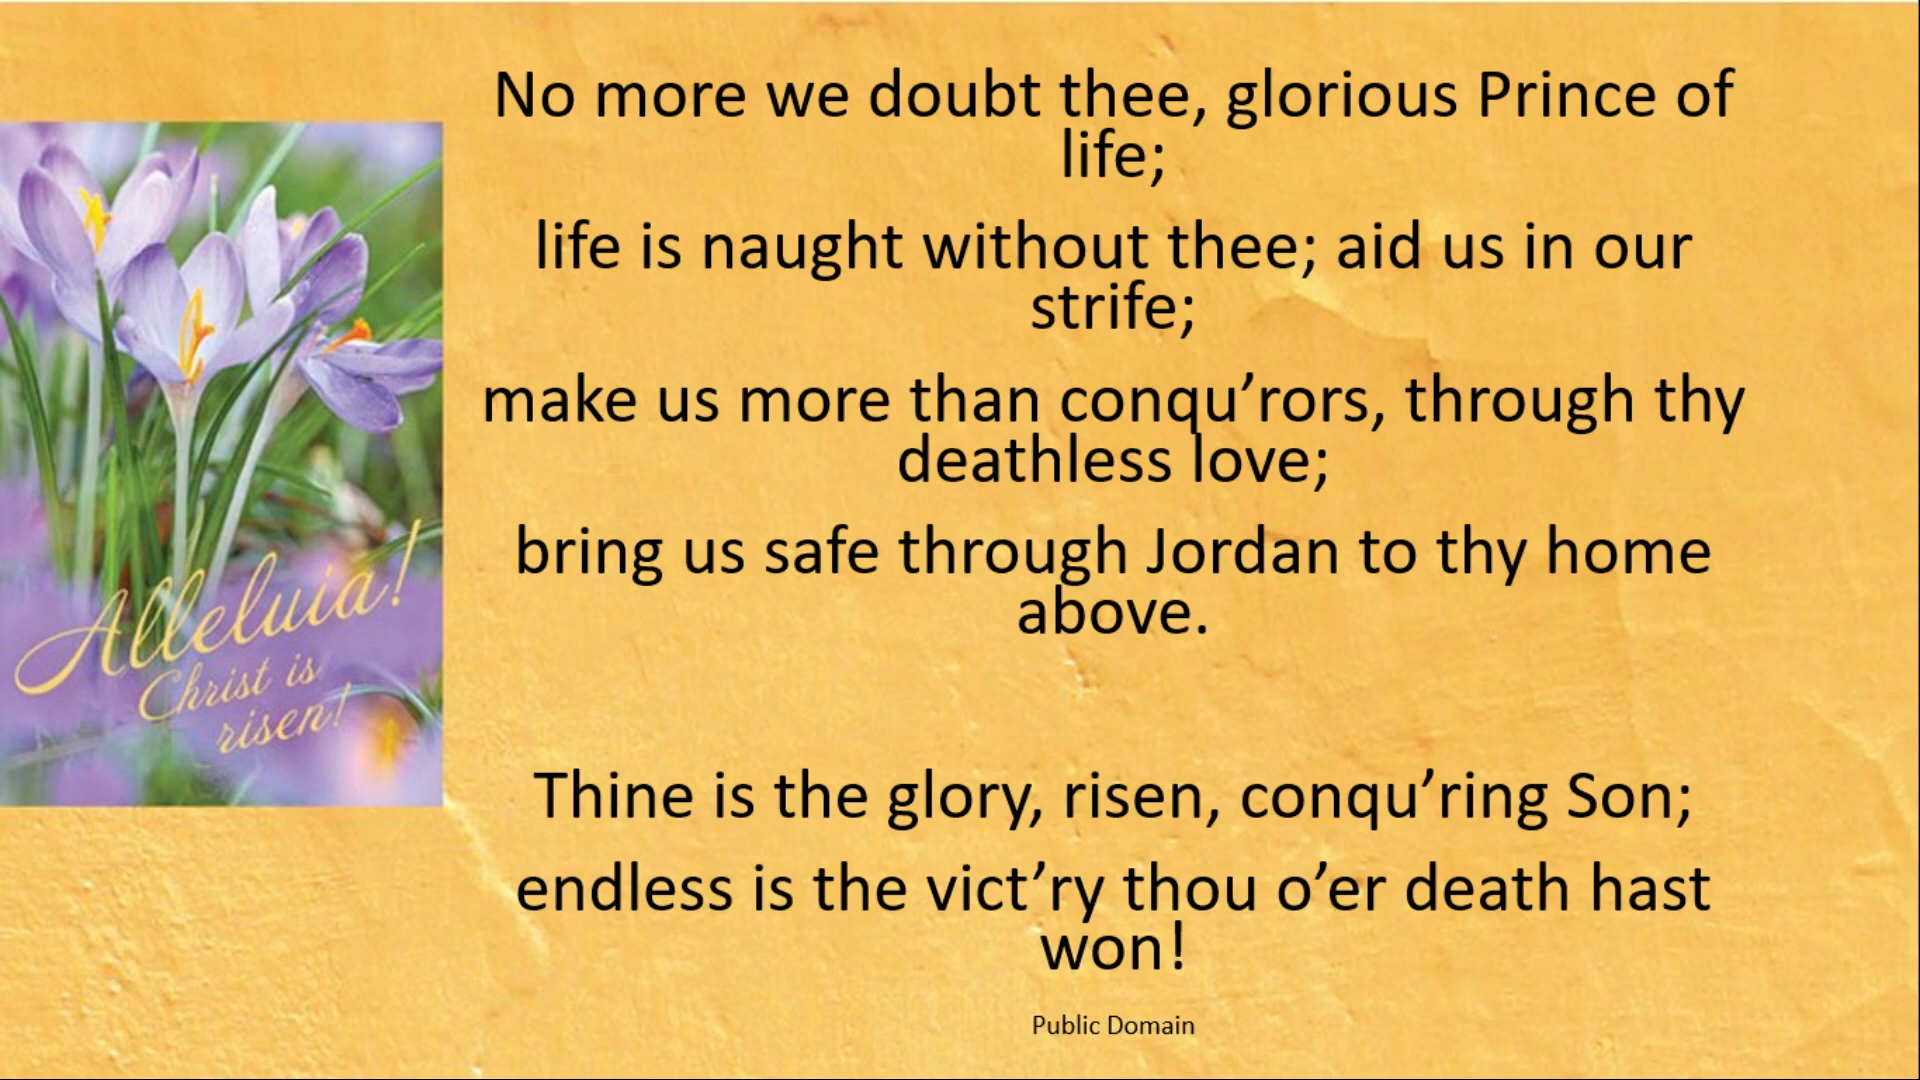 No more we doubt thee, glorious Prince of
life;
life is naught without thee; aid us in our
strife;
make us more than conqu’rors, through thy
deathless love;
bring us safe through Jordan to thy home
above.
Thine is the glory, risen, conqu’ring Son;
endless is the vict’ry thou o’er death hast
won!
Public Domain
Alleluia!
Christ is
risen!